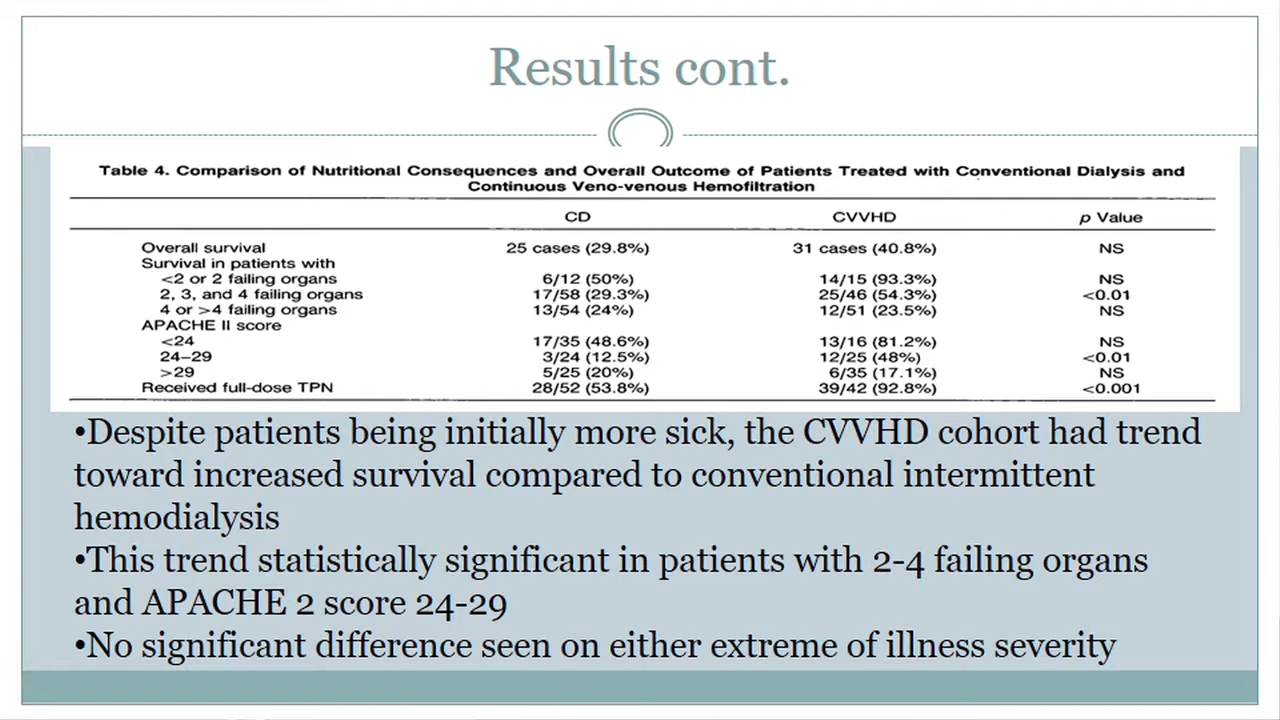 Results cont.
Table 4. Comparison of Nutritional Consequences and Overall Outcome of Patients Treated with Conventional Dialysis and
Continuous Veno-venous Hemofiltration
CD CVVHD p Value
Overall survival 25 cases (29.8%) 31 cases (40.8%) NS
Survival in patients with
<2 or 2 failing organs 6/12 (50%) 14/15 (93.3%) NS
2, 3, and 4 failing organs 17/58 (29.3%) 25/46 (54.3%) <0.01
4 or >4 failing organs 13/54 (24%) 12/51 (23.5%) NS
APACHE II score
<24 17/35 (48.6%) 13/16 (81.2%) NS
24–29 3/24 (12.5%) 12/25 (48%) <0.01
>29 5/25 (20%) 6/35 (17.1%) NS
Received full-dose TPN 28/52 (53.8%) 39/42 (92.8%) <0.001
•Despite patients being initially more sick, the CVVHD cohort had trend
toward increased survival compared to conventional intermittent
hemodialysis
•This trend statistically significant in patients with 2-4 failing organs
and APACHE 2 score 24-29
•No significant difference seen on either extreme of illness severity